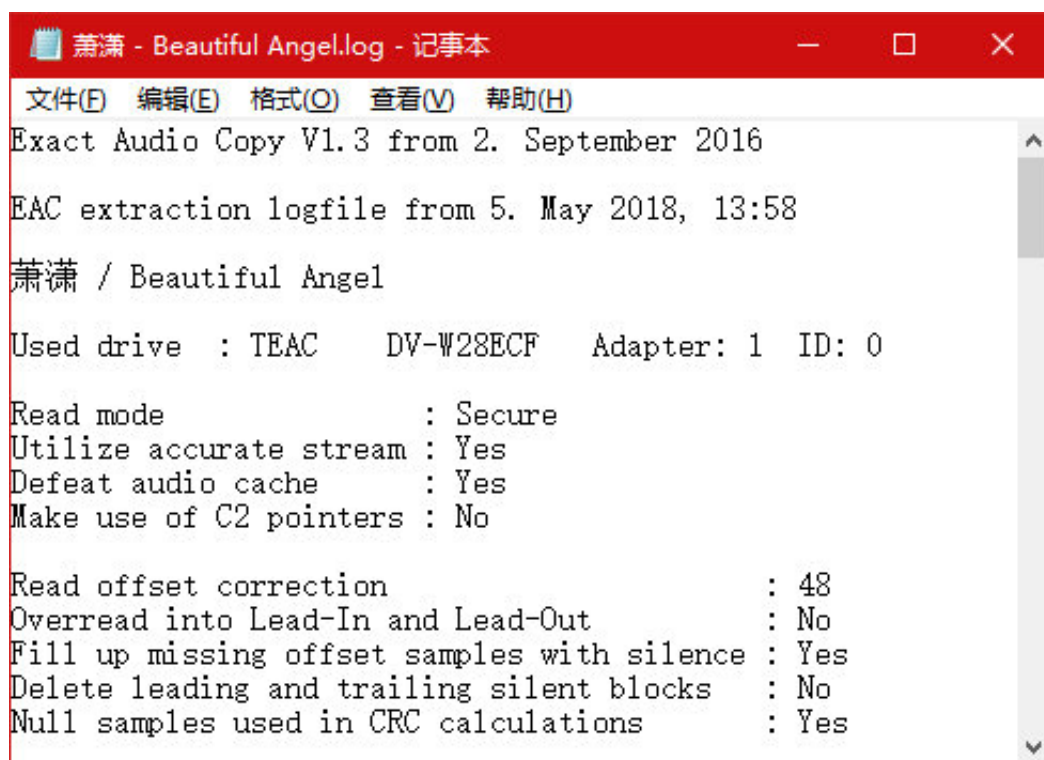 萧潇 - Beautiful Angel.log - 记事本
文件(F) 编辑(E) 格式(O) 查看(V) 帮助(H)
Exact Audio Copy V1.3 from 2. September 2016
EAC extraction logfile from 5. May 2018, 13:58
萧潇 / Beautiful Angel
Used drive  : TEAC    DV-W28ECF   Adapter: 1  ID: 0
Read mode               : Secure
Utilize accurate stream : Yes
Defeat audio cache      : Yes
Make use of C2 pointers : No
Read offset correction                      : 48
Overread into Lead-In and Lead-Out          : No
Fill up missing offset samples with silence : Yes
Delete leading and trailing silent blocks   : No
Null samples used in CRC calculations       : Yes